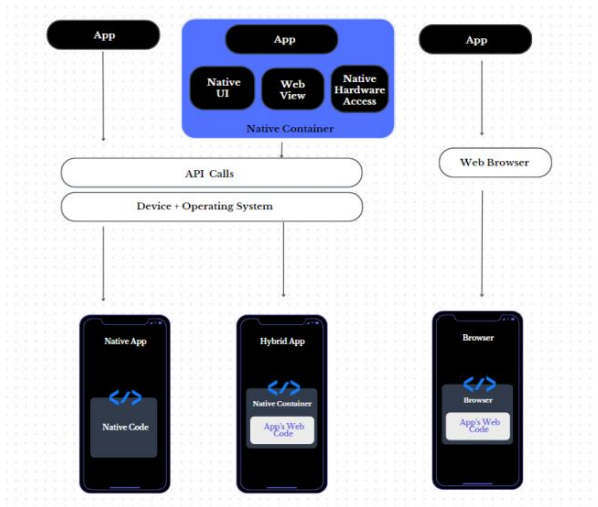 App
App
App
Native
UI
Web
View
Native
Hardware
Access
Native Container
Web Browser
API Calls
Device + Operating System
Native App
Hybrid App
Browser
</>
Native Code
</>
Native Container
App's Web
Code
</>
Browser
App's Web
Code